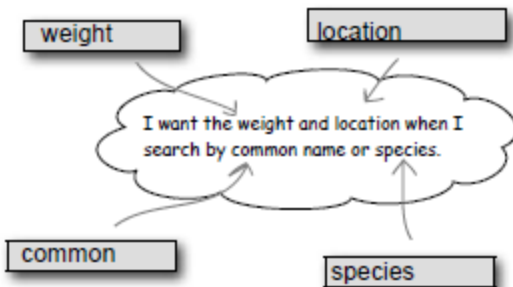 weight
location
I want the weight and location when I
search by common name or species.
common
species